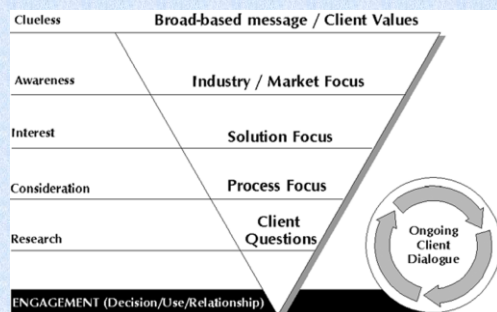 Clueless
Broad-based message / Client Values
Awareness
Industry / Market Focus
Interest
Solution Focus
Consideration
Process Focus
Client
Questions
Research
Ongoing
Client
Dialogue
ENGAGEMENT (Decision/Use/Relationship)